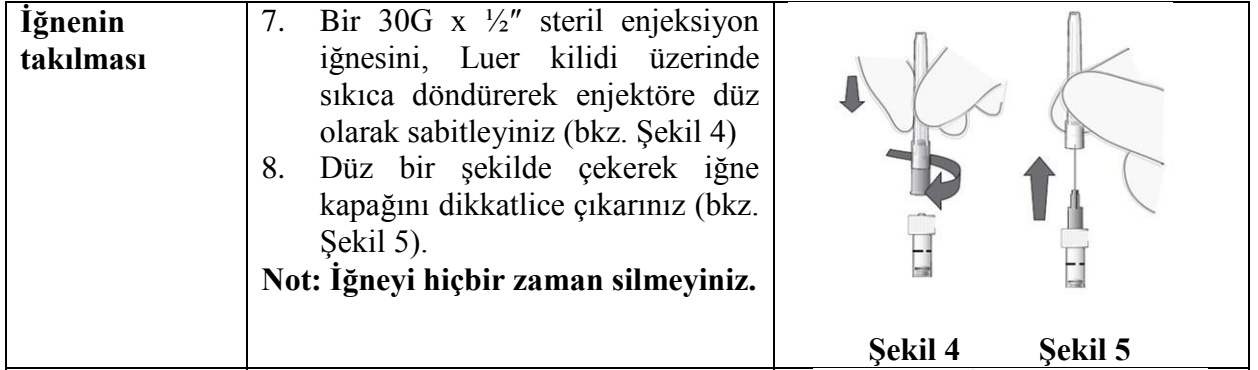 İğnenin
takılması
7. Bir 30G x ½″ steril enjeksiyon
iğnesini, Luer kilidi üzerinde
sıkıca döndürerek enjektöre düz
olarak sabitleyiniz (bkz. Şekil 4)
8. Düz bir şekilde çekerek iğne
kapağını dikkatlice çıkarınız (bkz.
Şekil 5).
Not: İğneyi hiçbir zaman silmeyiniz.
Şekil 4 Şekil 5